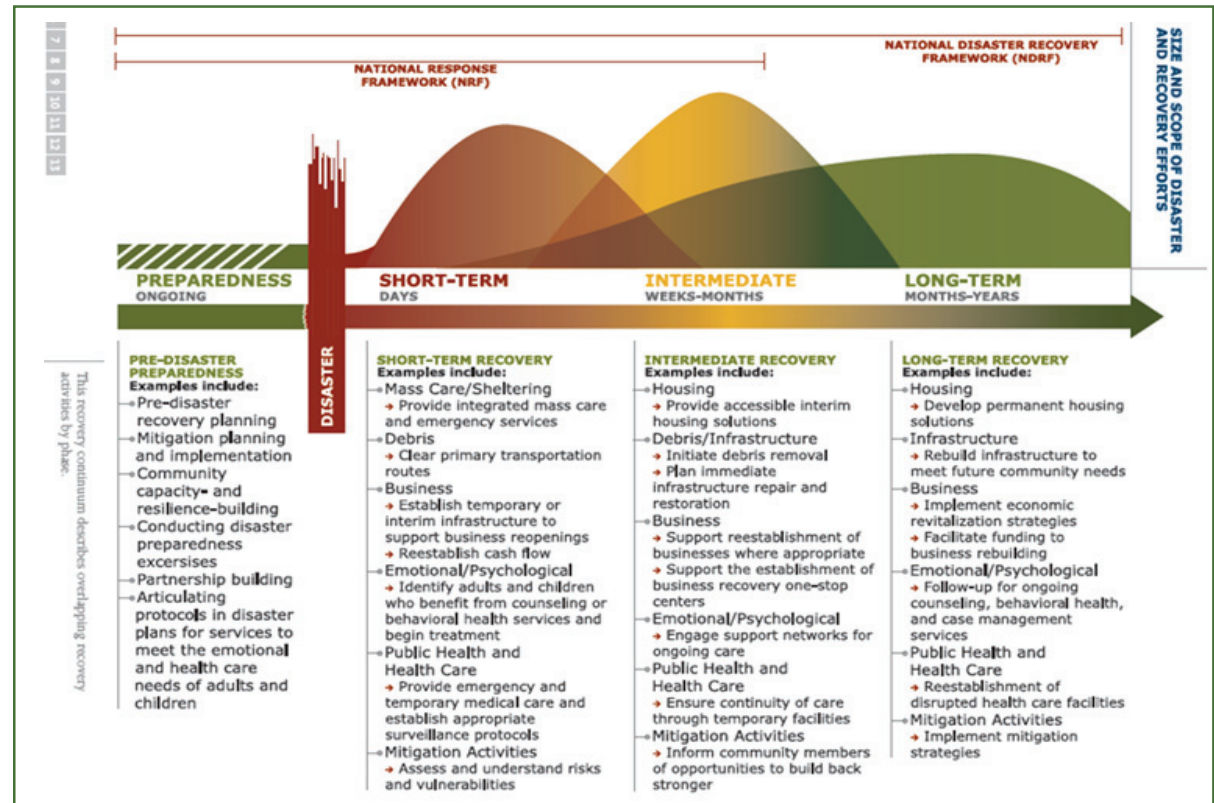 7
8
9
10
11
12
13
NATIONAL DISASTER RECOVERY
FRAMEWORK (NDRF)
NATIONAL RESPONSE
FRAMEWORK (NRF)
SIZE AND SCOPE OF DISASTER
AND RECOVERY EFFORTS
PREPAREDNESS
ONGOING
SHORT-TERM
DAYS
INTERMEDIATE
WEEKS-MONTHS
LONG-TERM
MONTHS-YEARS
DISASTER
This recovery continuum describes overlapping recovery
activities by phase.
PRE-DISASTER
PREPAREDNESS
Examples include:
Pre-disaster
recovery planning
Mitigation planning
and implementation
Community
capacity- and
resilience-building
Conducting disaster
preparedness
excersises
Partnership building
Articulating
protocols in disaster
plans for services to
meet the emotional
and health care
needs of adults and
children
SHORT-TERM RECOVERY
Examples include:
Mass Care/Sheltering
→ Provide integrated mass care
and emergency services
Debris
→ Clear primary transportation
routes
Business
→ Establish temporary or
interim infrastructure to
support business reopenings
→ Reestablish cash flow
Emotional/Psychological
→ Identify adults and children
who benefit from counseling or
behavioral health services and
begin treatment
Public Health and
Health Care
→ Provide emergency and
temporary medical care and
establish appropriate
surveillance protocols
Mitigation Activities
→ Assess and understand risks
and vulnerabilities
INTERMEDIATE RECOVERY
Examples include:
Housing
→ Provide accessible interim
housing solutions
Debris/Infrastructure
→ Initiate debris removal
→ Plan immediate
infrastructure repair and
restoration
Business
→ Support reestablishment of
businesses where appropriate
→ Support the establishment of
business recovery one-stop
centers
Emotional/Psychological
→ Engage support networks for
ongoing care
Public Health and
Health Care
→ Ensure continuity of care
through temporary facilities
Mitigation Activities
→ Inform community members
of opportunities to build back
stronger
LONG-TERM RECOVERY
Examples include:
Housing
→ Develop permanent housing
solutions
Infrastructure
→ Rebuild infrastructure to
meet future community needs
Business
→ Implement economic
revitalization strategies
→ Facilitate funding to
business rebuilding
Emotional/Psychological
→ Follow-up for ongoing
counseling, behavioral health,
and case management
services
Public Health and
Health Care
→ Reestablishment of
disrupted health care facilities
Mitigation Activities
→ Implement mitigation
strategies